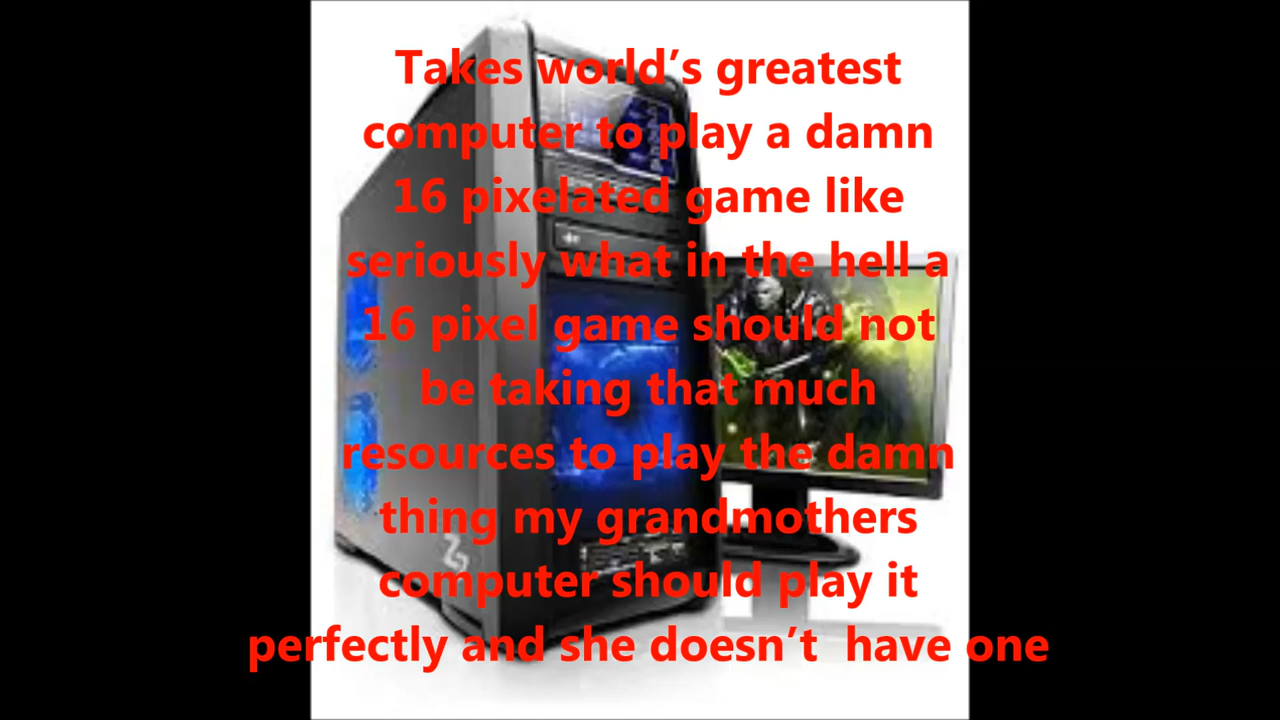 Takes world’s greatest
computer to play a damn
16 pixelated game like
seriously what in the hell a
16 pixel game should not
be taking that much
resources to play the damn
thing my grandmothers
computer should play it
perfectly and she doesn’t  have one